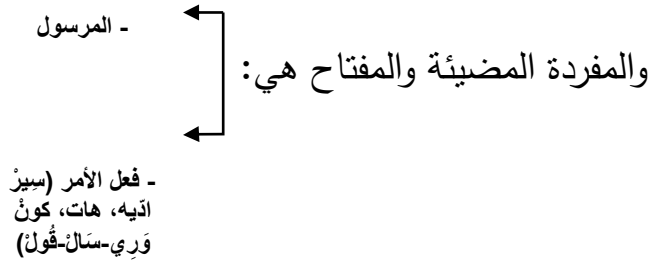 والمفردة المضيئة والمفتاح هي:
- المرسول
- فعل الأمر (سِيرْ
ادّيه، هات، كونْ
وَرِي-سَالْ-قُولْ)